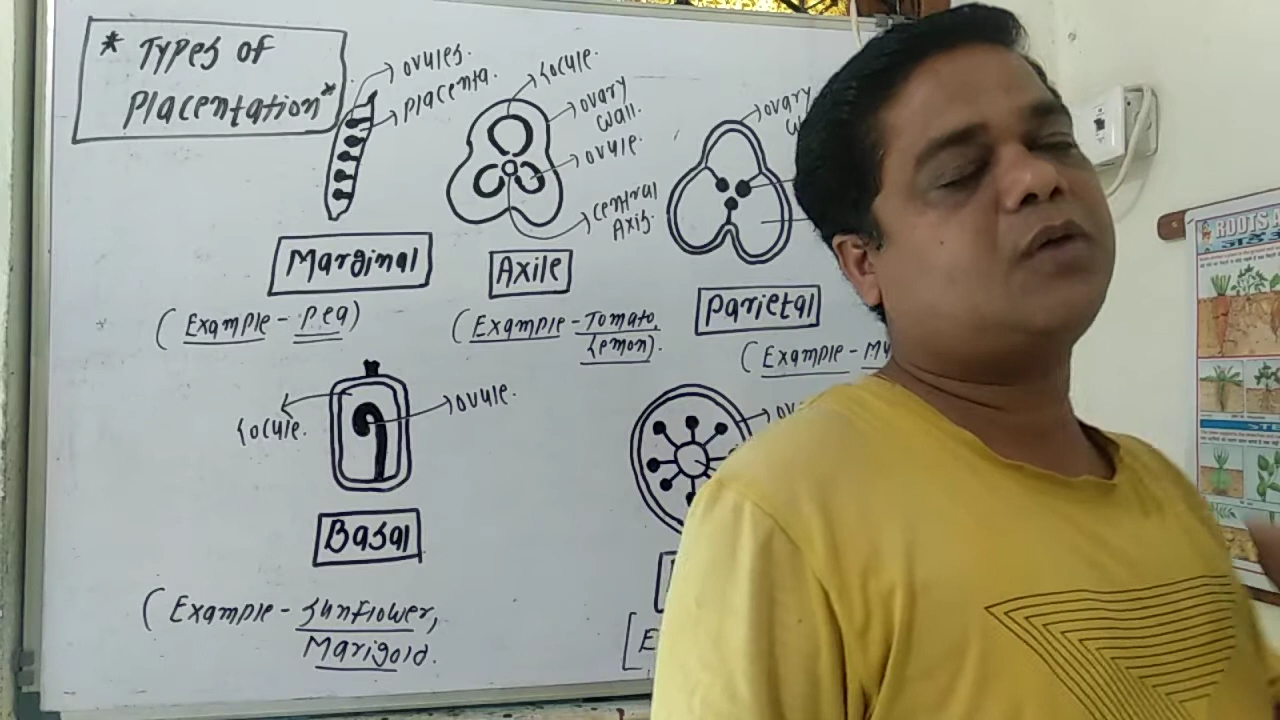 * Types of
Placentation *
ovules.
Placenta.
Locule.
ovary
wall.
ovule.
central
Axis.
ovary
Marginal
Axile
Parietal
(Example - Pea)
(Example - Tomato,
Lemon).
(Example -
Locule.
ovule.
Basal
(Example - Sunflower,
Marigold.
ROOTS